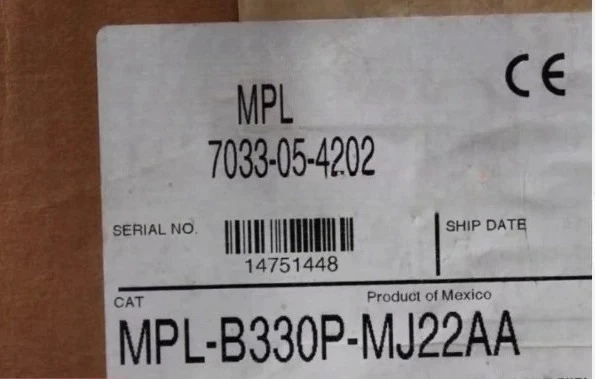 CE
MPL
7033-05-4202
SERIAL NO.
14751448
SHIP DATE
CAT
Product of Mexico
MPL-B330P-MJ22AA